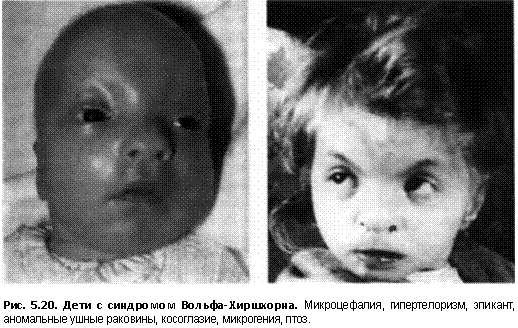 Рис. 5.20. Дети с синдромом Вольфа-Хиршхорна. Микроцефалия, гипертелоризм, эпикант,
аномальные ушные раковины, косоглазие, микрогения, птоз.